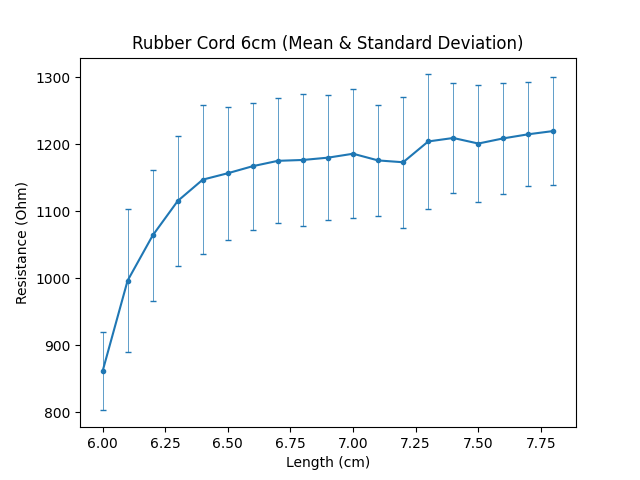 Rubber Cord 6cm (Mean & Standard Deviation)
1300
1200
1100
1000
900
800
Resistance (Ohm)
6.00 6.25 6.50 6.75 7.00 7.25 7.50 7.75
Length (cm)